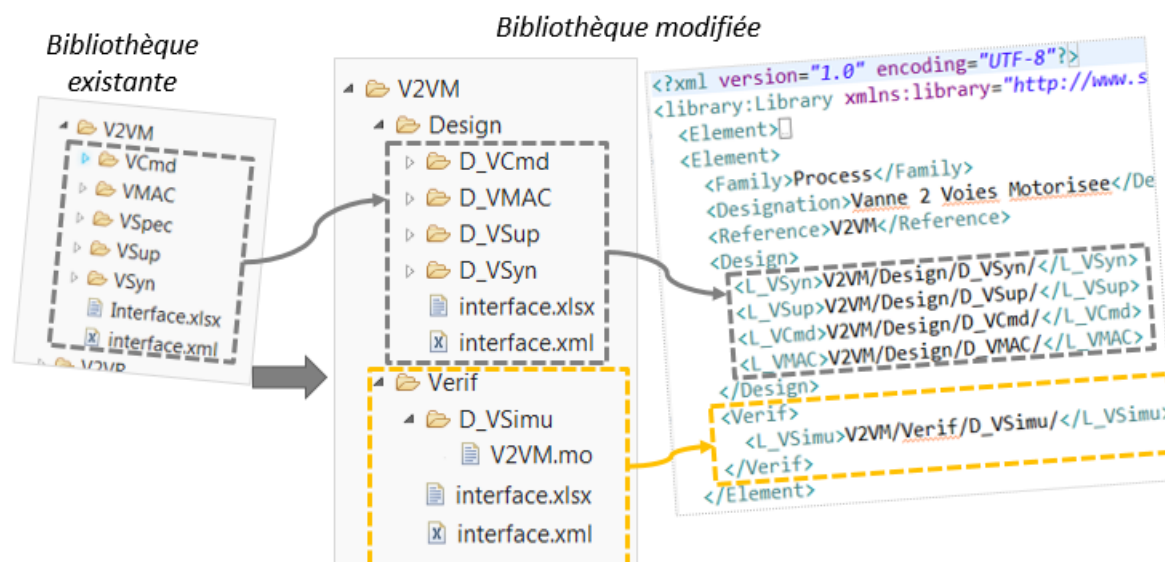 Bibliothèque
existante
V2VM
VCmd
VMAC
VSpec
VSup
VSyn
Interface.xlsx
interface.xml
Bibliothèque modifiée
V2VM
Design
D_VCmd
D_VMAC
D_VSup
D_VSyn
interface.xlsx
interface.xml
Verif
D_VSimu
V2VM.mo
interface.xlsx
interface.xml
<?xml version="1.0" encoding="UTF-8"?>
<library:Library xmlns:library="http://www.s
<Element>
<Element>
<Family>Process</Family>
<Designation>Vanne 2 Voies Motorisee</De
<Reference>V2VM</Reference>
<Design>
<L_VSyn>V2VM/Design/D_VSyn/</L_VSyn>
<L_VSup>V2VM/Design/D_VSup/</L_VSup>
<L_VCmd>V2VM/Design/D_VCmd/</L_VCmd>
<L_VMAC>V2VM/Design/D_VMAC/</L_VMAC>
</Design>
<Verif>
<L_VSimu>V2VM/Verif/D_VSimu/</L_VSimu>
</Verif>
</Element>